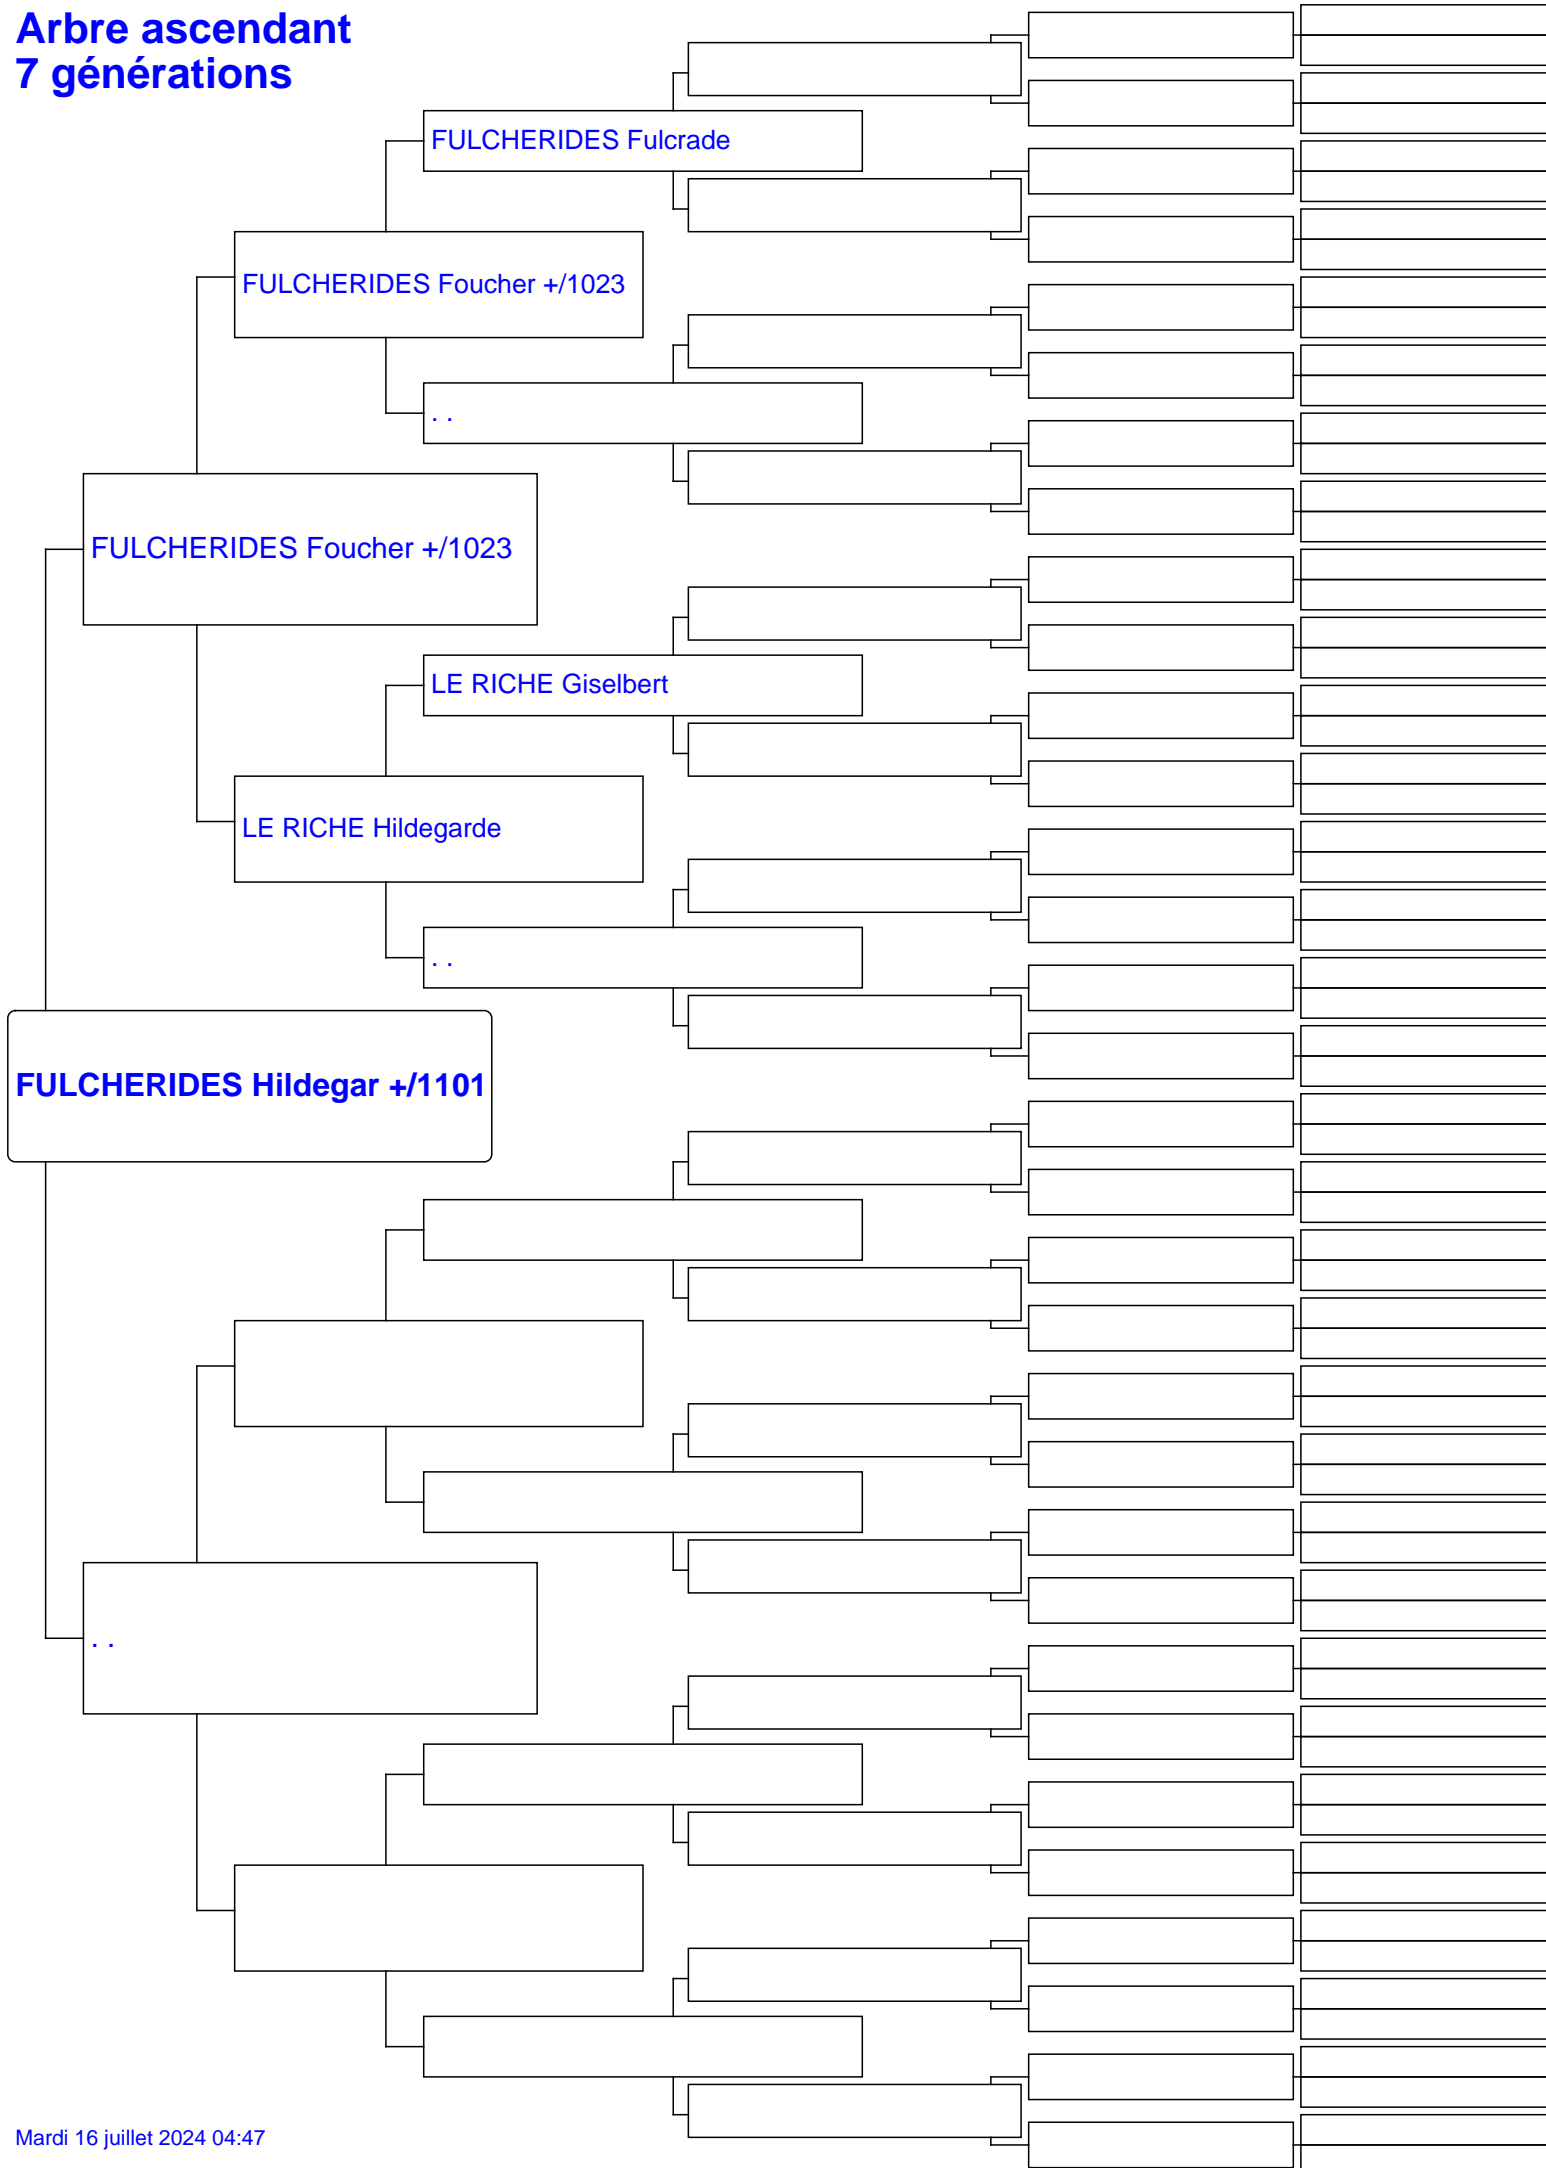 Arbre ascendant
7 générations
FULCHERIDES Fulcrade
FULCHERIDES Foucher +/1023
. .
FULCHERIDES Foucher +/1023
LE RICHE Giselbert
LE RICHE Hildegarde
. .
FULCHERIDES Hildegar +/1101
. .
Mardi 16 juillet 2024 04:47